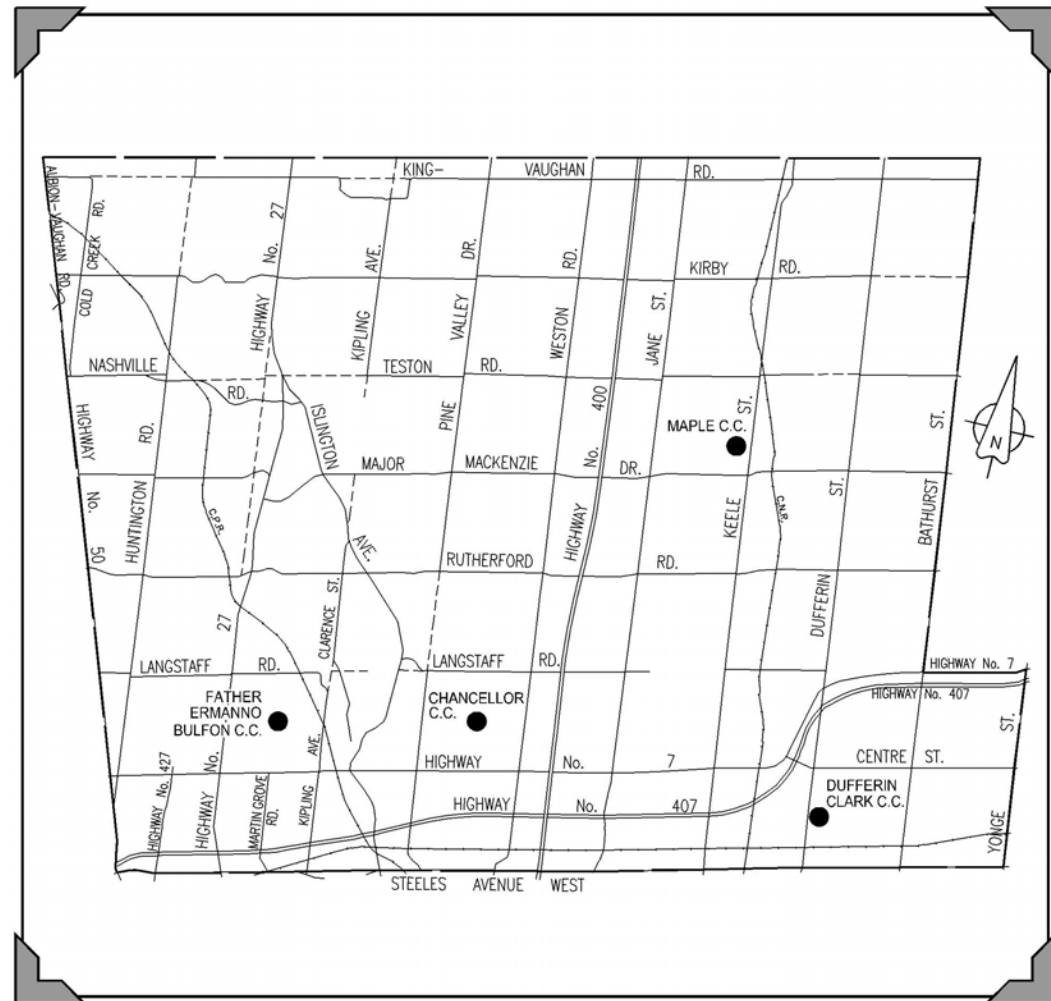 KING-
VAUGHAN
RD.
ALBION-VAUGHAN RD.
COLD CREEK RD.
HIGHWAY No. 27
KIPLING AVE.
PINE VALLEY DR.
WESTON RD.
KIRBY RD.
JANE ST.
NASHVILLE
RD.
TESTON RD.
HIGHWAY No. 50
HUNTINGTON RD.
ISLINGTON AVE.
HIGHWAY No. 400
MAPLE C.C.
MAJOR MACKENZIE DR.
KEELE ST.
C.N.R.
DUFFERIN ST.
BATHURST ST.
N
C.P.R.
RUTHERFORD RD.
CLARENCE ST.
27
HIGHWAY No.
LANGSTAFF RD.
LANGSTAFF RD.
HIGHWAY No. 7
HIGHWAY No. 407
FATHER
ERMANNO
BULFON C.C.
CHANCELLOR
C.C.
HIGHWAY No. 427
MARTIN GROVE
RD.
KIPLING AVE.
HIGHWAY No. 7
CENTRE ST.
HIGHWAY No. 407
DUFFERIN
CLARK C.C.
YONGE ST.
STEELES AVENUE WEST